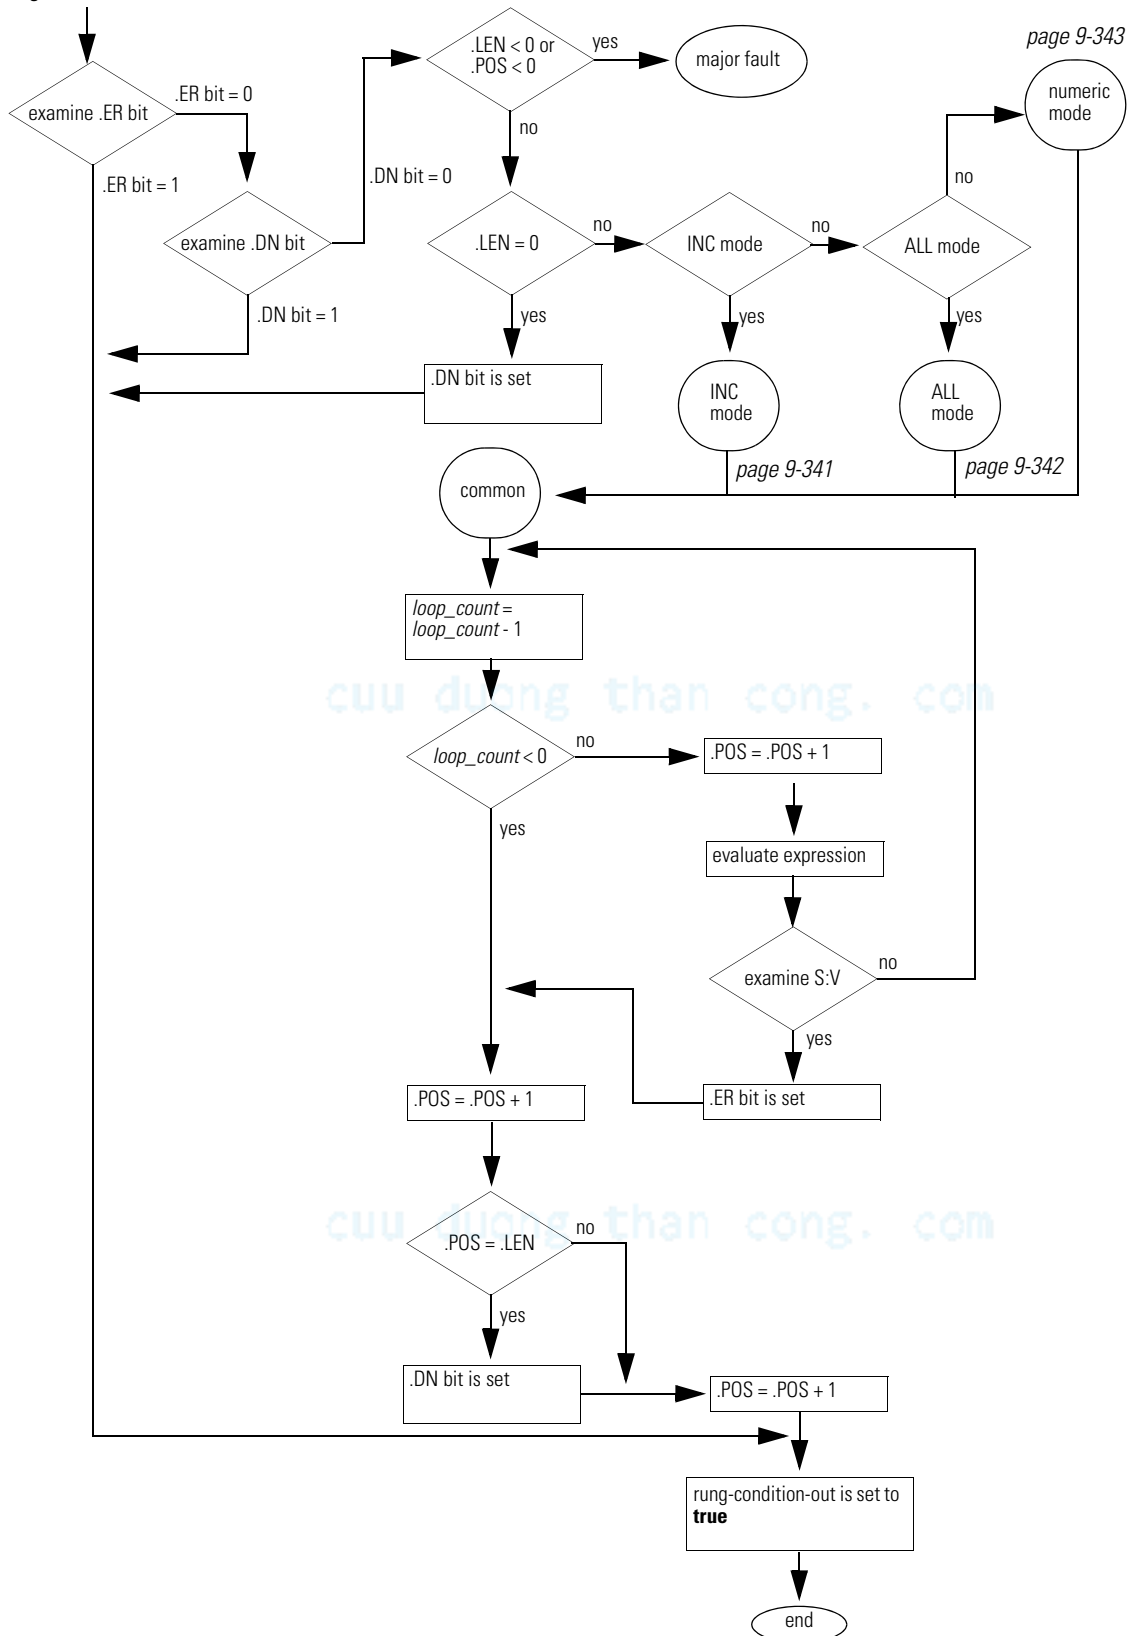 page 9-343
.LEN < 0 or
.POS < 0
yes
major fault
numeric
mode
.ER bit = 0
examine .ER bit
no
.DN bit = 0
no
.ER bit = 1
examine .DN bit
.LEN = 0
no
INC mode
no
ALL mode
.DN bit = 1
yes
yes
yes
.DN bit is set
INC
mode
ALL
mode
page 9-341
page 9-342
common
loop_count =
loop_count - 1
cuu duong than cong. com
loop_count < 0
no
.POS = .POS + 1
yes
evaluate expression
examine S:V
no
yes
.POS = .POS + 1
.ER bit is set
cuu duong than cong. com
.POS = .LEN
no
yes
.DN bit is set
.POS = .POS + 1
rung-condition-out is set to
true
end